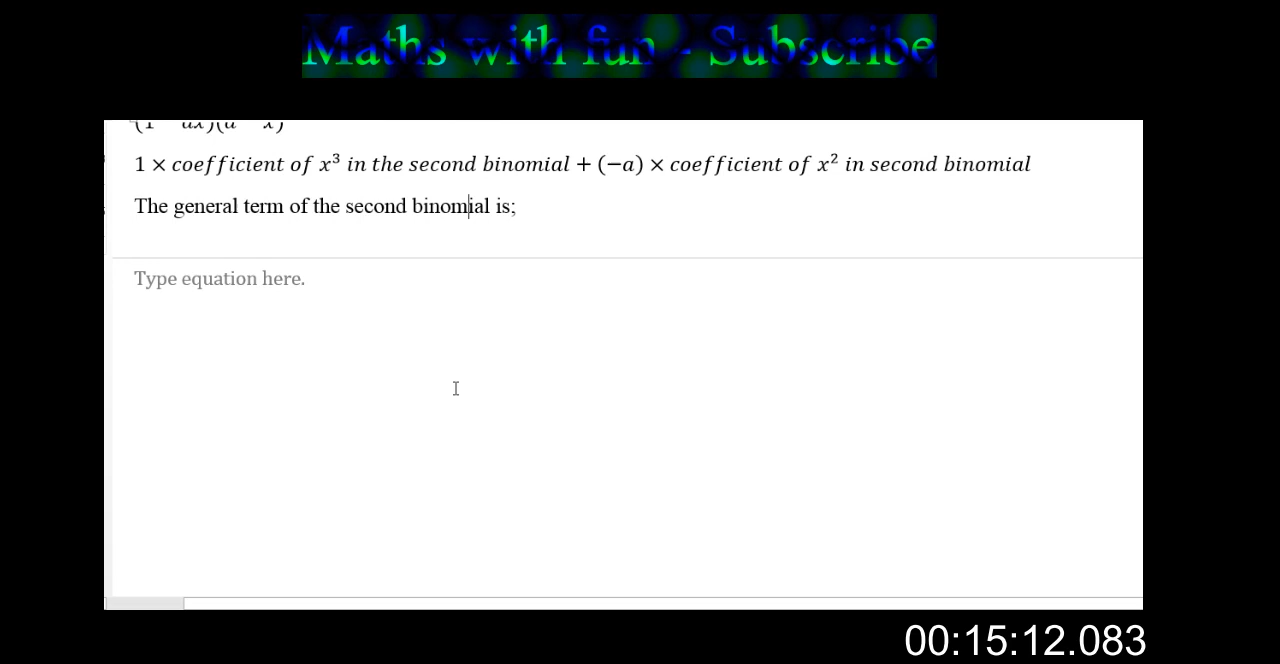 Maths with fun - Subscribe
1 × coefficient of x³ in the second binomial + (−a) × coefficient of x² in second binomial
The general term of the second binomial is;
Type equation here.
00:15:12.083